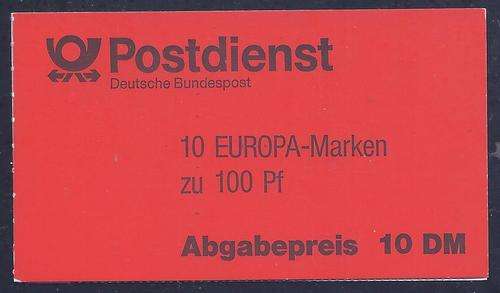 Postdienst
Deutsche Bundespost
10 EUROPA-Marken
zu 100 Pf
Abgabepreis 10 DM